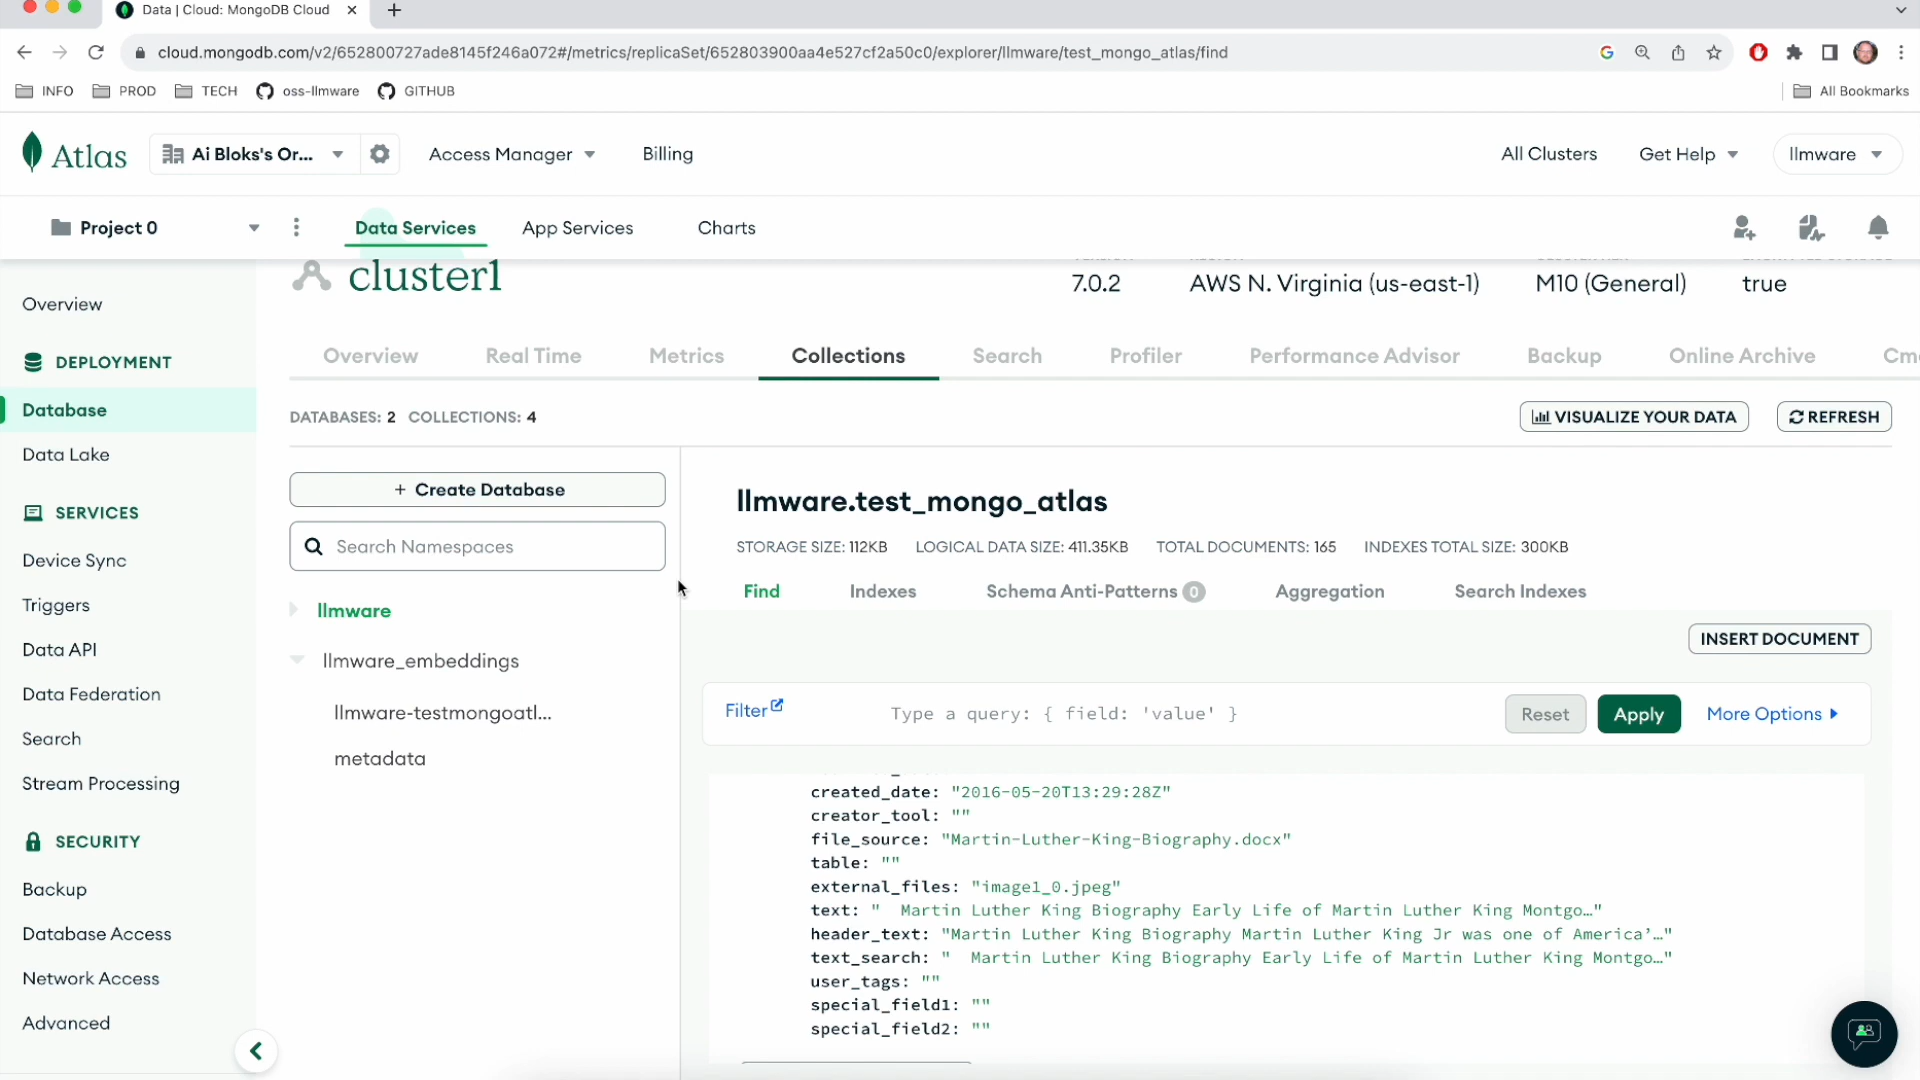 Data | Cloud: MongoDB Cloud
cloud.mongodb.com/v2/652800727ade8145f246a072#/metrics/replicaSet/652803900aa4e527cf2a50c0/explorer/llmware/test_mongo_atlas/find
INFO PROD TECH oss-llmware GITHUB All Bookmarks
Atlas Ai Bloks's Or... Access Manager Billing All Clusters Get Help llmware
Project 0 Data Services App Services Charts
cluster1 7.0.2 AWS N. Virginia (us-east-1) M10 (General) true
Overview
DEPLOYMENT
Database
Data Lake
SERVICES
Device Sync
Triggers
Data API
Data Federation
Search
Stream Processing
SECURITY
Backup
Database Access
Network Access
Advanced
Overview Real Time Metrics Collections Search Profiler Performance Advisor Backup Online Archive Cm
DATABASES: 2 COLLECTIONS: 4 VISUALIZE YOUR DATA REFRESH
+ Create Database
Search Namespaces
llmware
llmware_embeddings
llmware-testmongoatl...
metadata
llmware.test_mongo_atlas
STORAGE SIZE: 112KB LOGICAL DATA SIZE: 411.35KB TOTAL DOCUMENTS: 165 INDEXES TOTAL SIZE: 300KB
Find Indexes Schema Anti-Patterns 0 Aggregation Search Indexes
INSERT DOCUMENT
Filter Type a query: { field: 'value' } Reset Apply More Options
created_date: "2016-05-20T13:29:28Z"
creator_tool: ""
file_source: "Martin-Luther-King-Biography.docx"
table: ""
external_files: "image1_0.jpeg"
text: "  Martin Luther King Biography Early Life of Martin Luther King Montgo…"
header_text: "Martin Luther King Biography Martin Luther King Jr was one of America’…"
text_search: "  Martin Luther King Biography Early Life of Martin Luther King Montgo…"
user_tags: ""
special_field1: ""
special_field2: ""